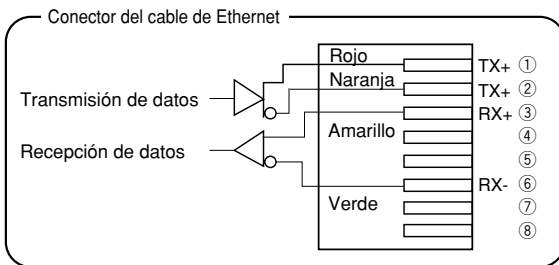 Conector del cable de Ethernet
Rojo TX+ ①
Naranja TX+ ②
Transmisión de datos
RX+ ③
Amarillo ④
Recepción de datos ⑤
RX- ⑥
Verde ⑦
⑧